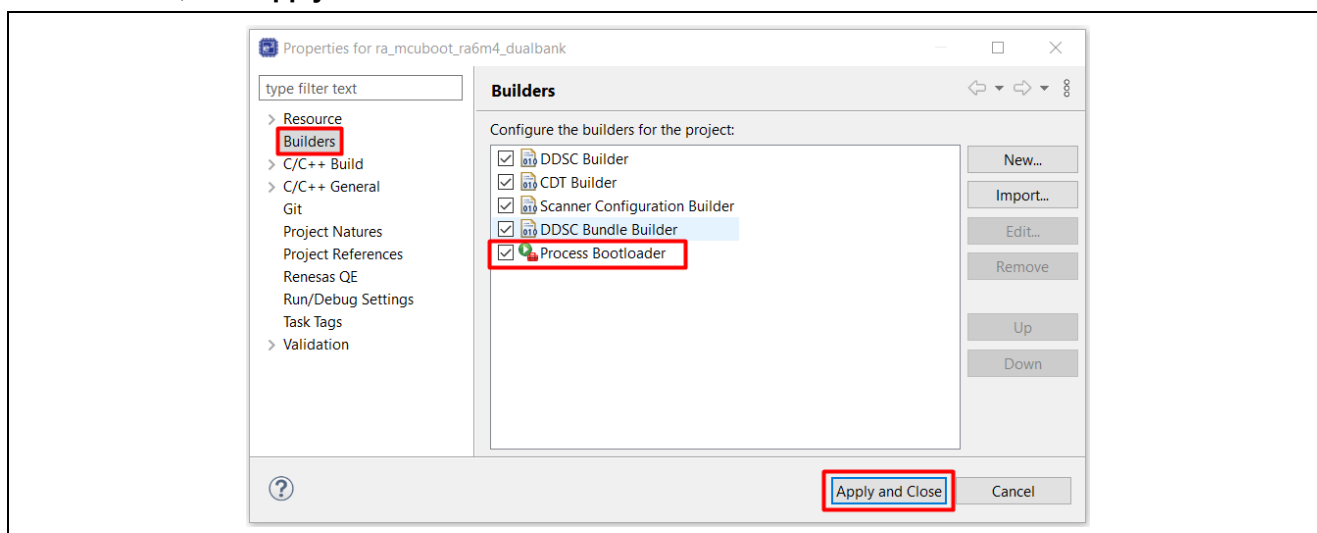 Properties for ra_mcuboot_ra6m4_dualbank
type filter text
Resource
Builders
C/C++ Build
C/C++ General
Git
Project Natures
Project References
Renesas QE
Run/Debug Settings
Task Tags
Validation
Builders
Configure the builders for the project:
DDSC Builder
CDT Builder
Scanner Configuration Builder
DDSC Bundle Builder
Process Bootloader
New...
Import...
Edit...
Remove
Up
Down
Apply and Close
Cancel